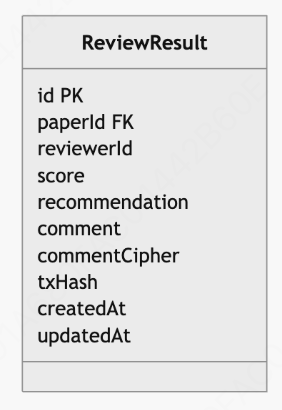 ReviewResult
id PK
paperId FK
reviewerId
score
recommendation
comment
commentCipher
txHash
createdAt
updatedAt